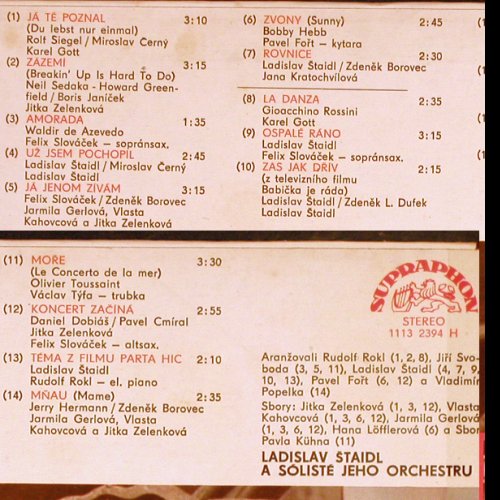 (1) JÁ TĚ POZNAL 3:10
(Du lebst nur einmal)
Rolf Siegel / Miroslav Černý
Karel Gott
(2) ZÁZEMÍ 3:15
(Breakin' Up Is Hard To Do)
Neil Sedaka - Howard Green-
field / Boris Janíček
Jitka Zelenková
(3) AMORADA 1:35
Waldir de Azevedo
Felix Slováček — sopránsax.
(4) UŽ JSEM POCHOPIL 2:45
Ladislav Štaidl / Miroslav Černý
Ladislav Štaidl
(5) JÁ JENOM ZÍVÁM 3:15
Felix Slováček / Zdeněk Borovec
Jarmila Gerlová, Vlasta
Kahovcová a Jitka Zelenková
(6) ZVONY (Sunny) 2:45
Bobby Hebb
Pavel Fořt — kytara
(7) ROVNICE 2:30
Ladislav Štaidl / Zdeněk Borovec
Jana Kratochvílová
(8) LA DANZA 2:35
Gioacchino Rossini
Karel Gott
(9) OSPALÉ RÁNO 3:15
Ladislav Štaidl
Felix Slováček — sopránsax.
(10) ZAS JAK DŘÍV 2:15
(z televizního filmu
Babička je ráda)
Ladislav Štaidl / Zdeněk L. Dufek
Ladislav Štaidl
(11) MOŘE 3:30
(Le Concerto de la mer)
Olivier Toussaint
Václav Týfa — trubka
(12) KONCERT ZAČÍNÁ 2:55
Daniel Dobiáš / Pavel Cmíral
Jitka Zelenková
Felix Slováček — altsax.
(13) TÉMA Z FILMU PARTA HIC 2:10
Ladislav Štaidl
Rudolf Rokl — el. piano
(14) MŇAU (Mame) 2:35
Jerry Hermann / Zdeněk Borovec
Jarmila Gerlová, Vlasta
Kahovcová a Jitka Zelenková
SUPRAPHON
STEREO
1113 2394 H
Aranžovali Rudolf Rokl (1, 2, 8), Jiří Svo-
boda (3, 5, 11), Ladislav Štaidl (4, 7, 9,
10, 13), Pavel Fořt (6, 12) a Vladimír
Popelka (14)
Sbory: Jitka Zelenková (1, 3, 12), Vlasta
Kahovcová (1, 3, 6, 12), Jarmila Gerlov
(1, 3, 6, 12), Hana Löfflerová (6) a Sbor
Pavla Kühna (11)
LADISLAV ŠTAIDL
A SÓLISTÉ JEHO ORCHESTRU